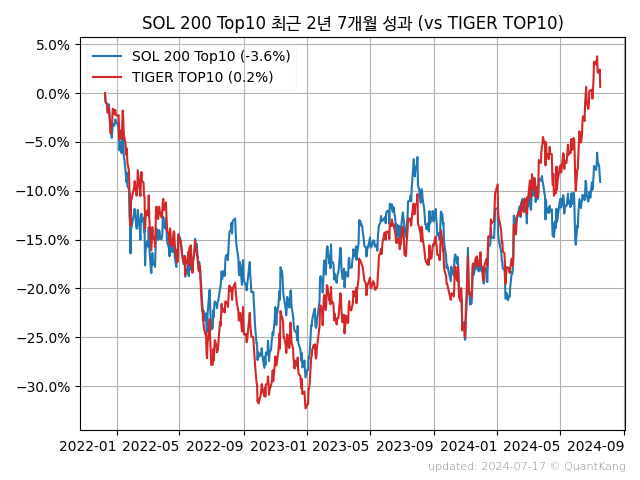 SOL 200 Top10 최근 2년 7개월 성과 (vs TIGER TOP10)
5.0%
0.0%
−5.0%
−10.0%
−15.0%
−20.0%
−25.0%
−30.0%
SOL 200 Top10 (-3.6%)
TIGER TOP10 (0.2%)
2022-01 2022-05 2022-09 2023-01 2023-05 2023-09 2024-01 2024-05 2024-09
updated: 2024-07-17 © QuantKang